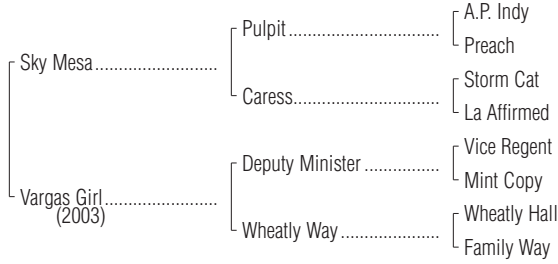 A.P. Indy
Pulpit
Preach
Sky Mesa
Storm Cat
Caress
La Affirmed
Vice Regent
Deputy Minister
Mint Copy
Vargas Girl
(2003)
Wheatly Hall
Wheatly Way
Family Way